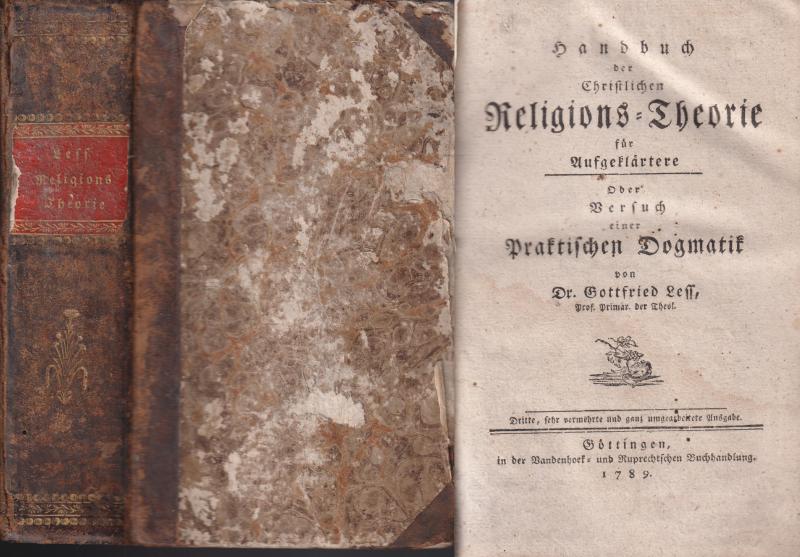 Less
Religions
Theorie
Handbuch
der
Christlichen
Religions-Theorie
für
Aufgeklärtere
Oder
Versuch
einer
Praktischen Dogmatik
von
Dr. Gottfried Less,
Prof. Primar. der Theol.
Dritte, sehr vermehrte und ganz umgearbeitete Ausgabe.
Göttingen,
in der Vandenhoek- und Ruprechtschen Buchhandlung.
1789.